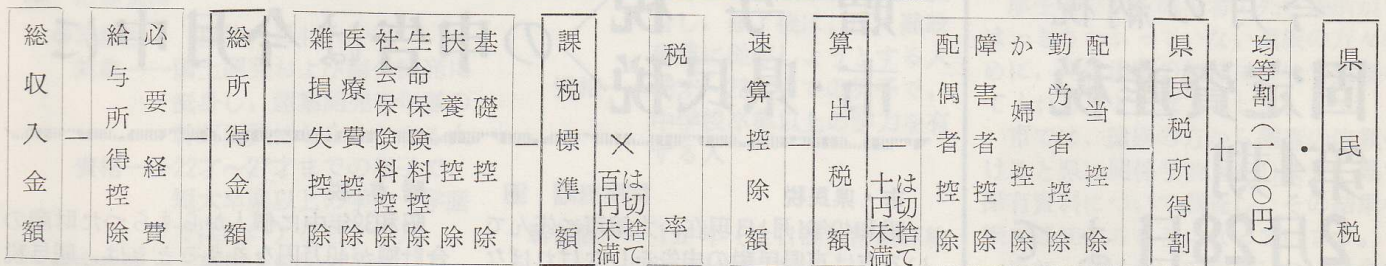 県民税
・
均等割(一〇〇円)
+
県民税所得割
―
配当控除
勤労者控除
か婦控除
障害者控除
配偶者控除
―
十円未満
は切捨て
算出税額
―
速算控除額
―
税率
×
百円未満
は切捨て
課税標準額
―
基礎控除
扶養控除
生命保険料控除
社会保険料控除
医療費控除
雑損失控除
―
総所得金額
―
必要経費
給与所得控除
―
総収入金額